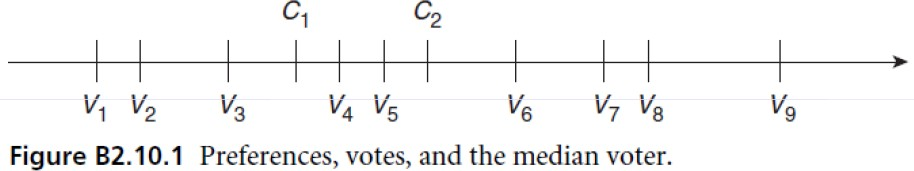 C1 C2
V1 V2 V3 V4 V5 V6 V7 V8 V9
Figure B2.10.1 Preferences, votes, and the median voter.